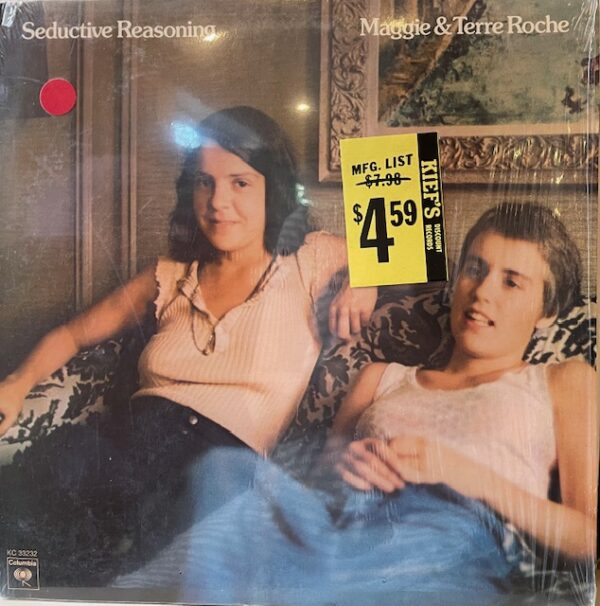 Seductive Reasoning
Maggie & Terre Roche
MFG. LIST
$7.98
$4.59
KIEF'S
DISCOUNT
RECORDS
KC 33232
Columbia